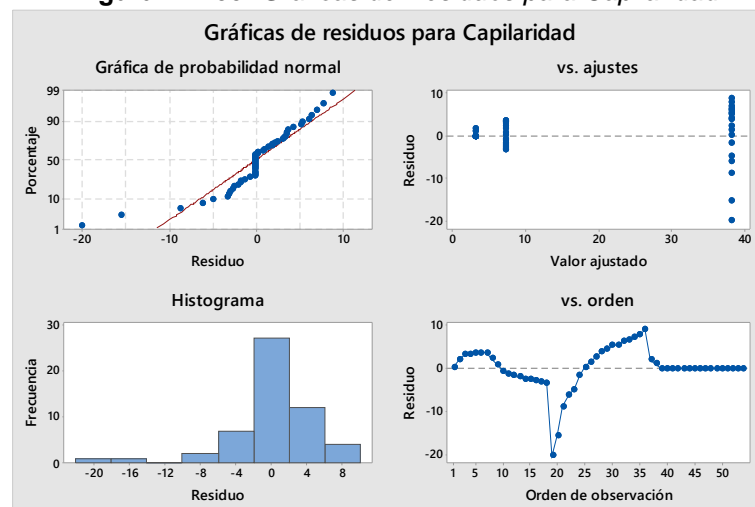 Gráficas de residuos para Capilaridad
Gráfica de probabilidad normal
99
90
50
10
1
Porcentaje
-20 -10 0 10
Residuo
vs. ajustes
10
0
-10
-20
Residuo
0 10 20 30 40
Valor ajustado
Histograma
30
20
10
0
Frecuencia
-20 -16 -12 -8 -4 0 4 8
Residuo
vs. orden
10
0
-10
-20
Residuo
1 5 10 15 20 25 30 35 40 45 50
Orden de observación